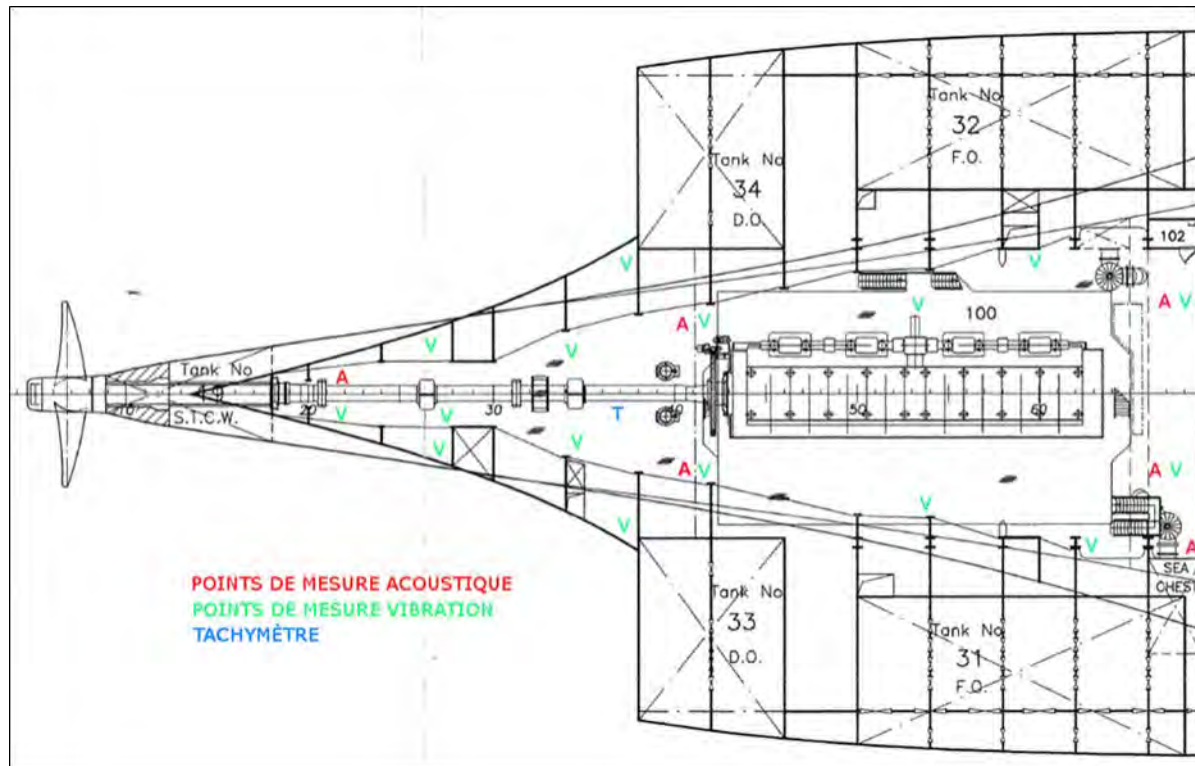 Tank No
32
F.O.
Tank No
34
D.O.
102
V
V
V
A V
A V
100
V
V
Tank No
A
20
30
T
40
50
60
S.T.C.W.
V
V
V
V
A V
A V
V
V
V
A
SEA
CHEST
POINTS DE MESURE ACOUSTIQUE
POINTS DE MESURE VIBRATION
TACHYMÈTRE
Tank No
33
D.O.
Tank No
31
F.O.